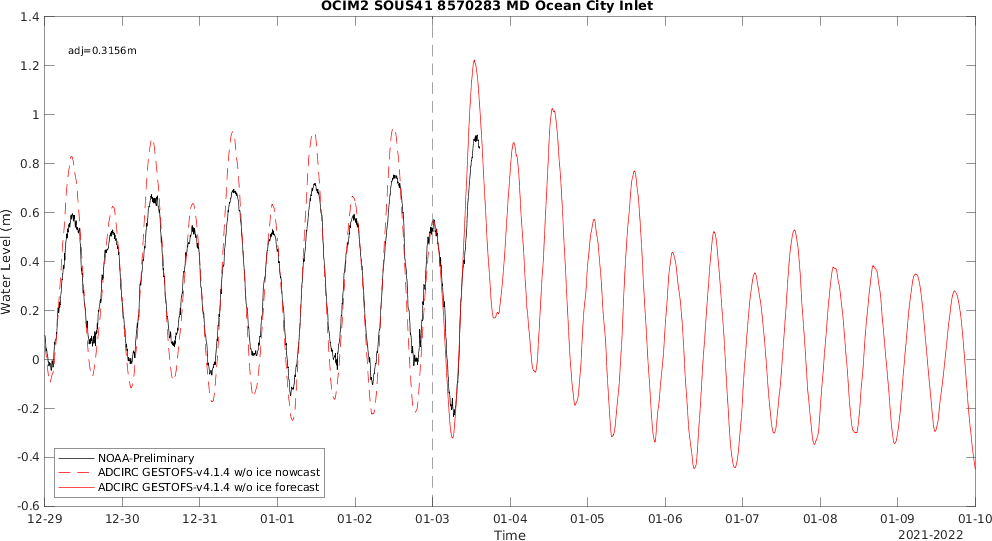 OCIM2 SOUS41 8570283 MD Ocean City Inlet
adj=0.3156m
1.4
1.2
1
0.8
0.6
0.4
0.2
0
-0.2
-0.4
-0.6
Water Level (m)
NOAA-Preliminary
ADCIRC GESTOFS-v4.1.4 w/o ice nowcast
ADCIRC GESTOFS-v4.1.4 w/o ice forecast
12-29 12-30 12-31 01-01 01-02 01-03 01-04 01-05 01-06 01-07 01-08 01-09 01-10
Time
2021-2022